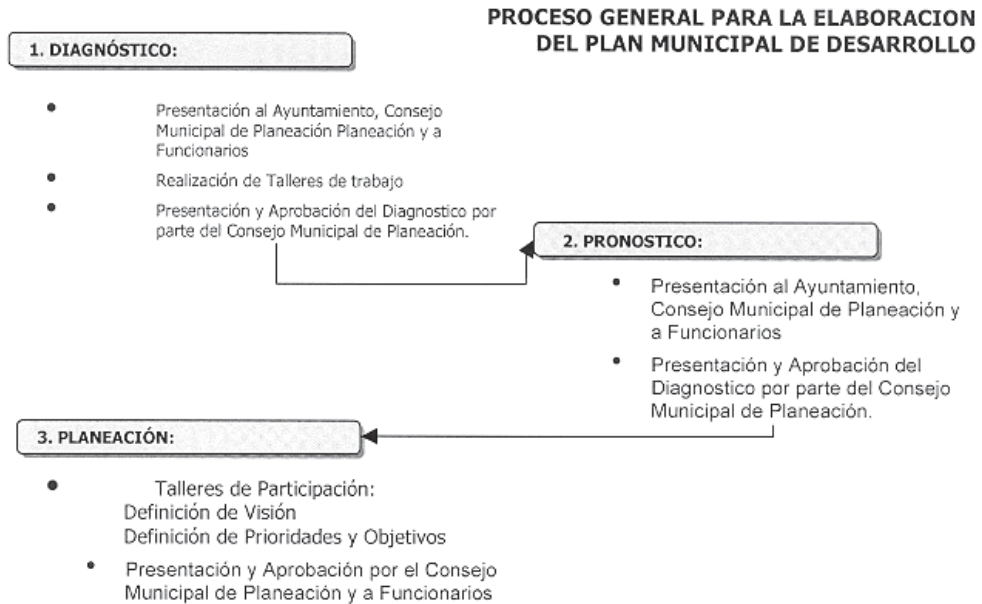 PROCESO GENERAL PARA LA ELABORACION
DEL PLAN MUNICIPAL DE DESARROLLO
1. DIAGNÓSTICO:
• Presentación al Ayuntamiento, Consejo
Municipal de Planeación Planeación y a
Funcionarios
• Realización de Talleres de trabajo
• Presentación y Aprobación del Diagnostico por
parte del Consejo Municipal de Planeación.
2. PRONOSTICO:
• Presentación al Ayuntamiento,
Consejo Municipal de Planeación y
a Funcionarios
• Presentación y Aprobación del
Diagnostico por parte del Consejo
Municipal de Planeación.
3. PLANEACIÓN:
• Talleres de Participación:
Definición de Visión
Definición de Prioridades y Objetivos
• Presentación y Aprobación por el Consejo
Municipal de Planeación y a Funcionarios